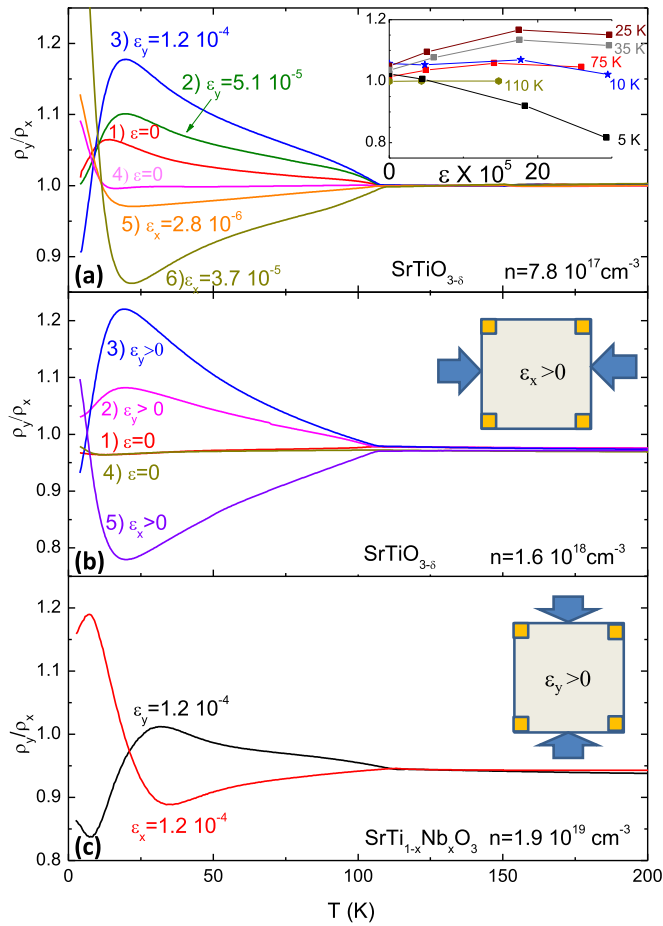 1.2
1.1
1.0
0.9
ρy/ρx
3) εy=1.2 10⁻⁴
2) εy=5.1 10⁻⁵
1) ε=0
4) ε=0
5) εx=2.8 10⁻⁶
6)εx=3.7 10⁻⁵
(a)
SrTiO3-δ n=7.8 10¹⁷cm⁻³
1.2
1.0
0.8
25 K
35 K
75 K
10 K
110 K
5 K
0 20
ε X 10⁵
1.2
1.1
1.0
0.9
0.8
ρy/ρx
3) εy>0
2) εy> 0
1) ε=0
4) ε=0
5) εx>0
(b)
εx>0
SrTiO3-δ n=1.6 10¹⁸cm⁻³
1.2
1.1
1.0
0.9
0.8
ρy/ρx
εy=1.2 10⁻⁴
εx=1.2 10⁻⁴
(c)
εy>0
SrTi1-xNbxO3 n=1.9 10¹⁹ cm⁻³
0 50 100 150 200
T (K)